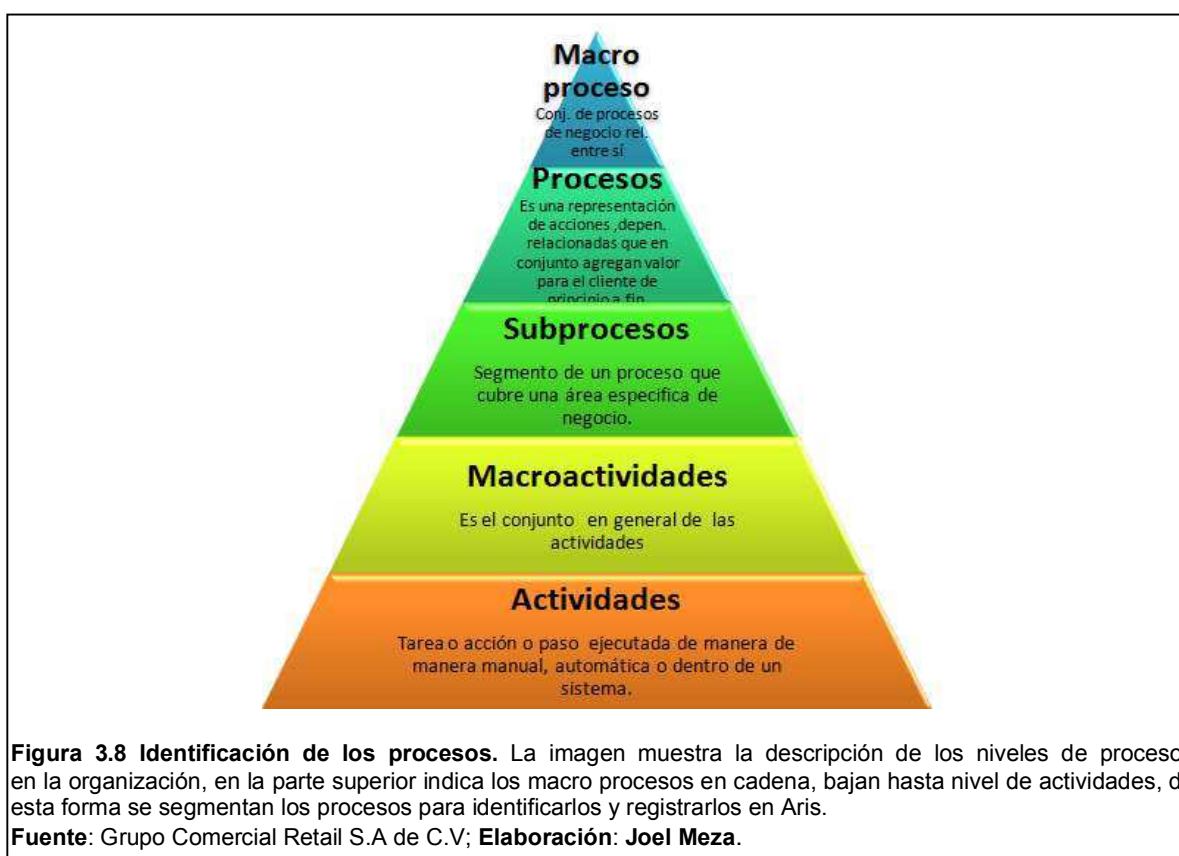 Macro
proceso
Conj. de procesos
de negocio rel.
entre sí
Procesos
Es una representación
de acciones ,depen.
relacionadas que en
conjunto agregan valor
para el cliente de
principio a fin
Subprocesos
Segmento de un proceso que
cubre una área especifica de
negocio.
Macroactividades
Es el conjunto en general de las
actividades
Actividades
Tarea o acción o paso ejecutada de manera de
manera manual, automática o dentro de un
sistema.
Figura 3.8 Identificación de los procesos. La imagen muestra la descripción de los niveles de proceso
en la organización, en la parte superior indica los macro procesos en cadena, bajan hasta nivel de actividades, d
esta forma se segmentan los procesos para identificarlos y registrarlos en Aris.
Fuente: Grupo Comercial Retail S.A de C.V; Elaboración: Joel Meza.